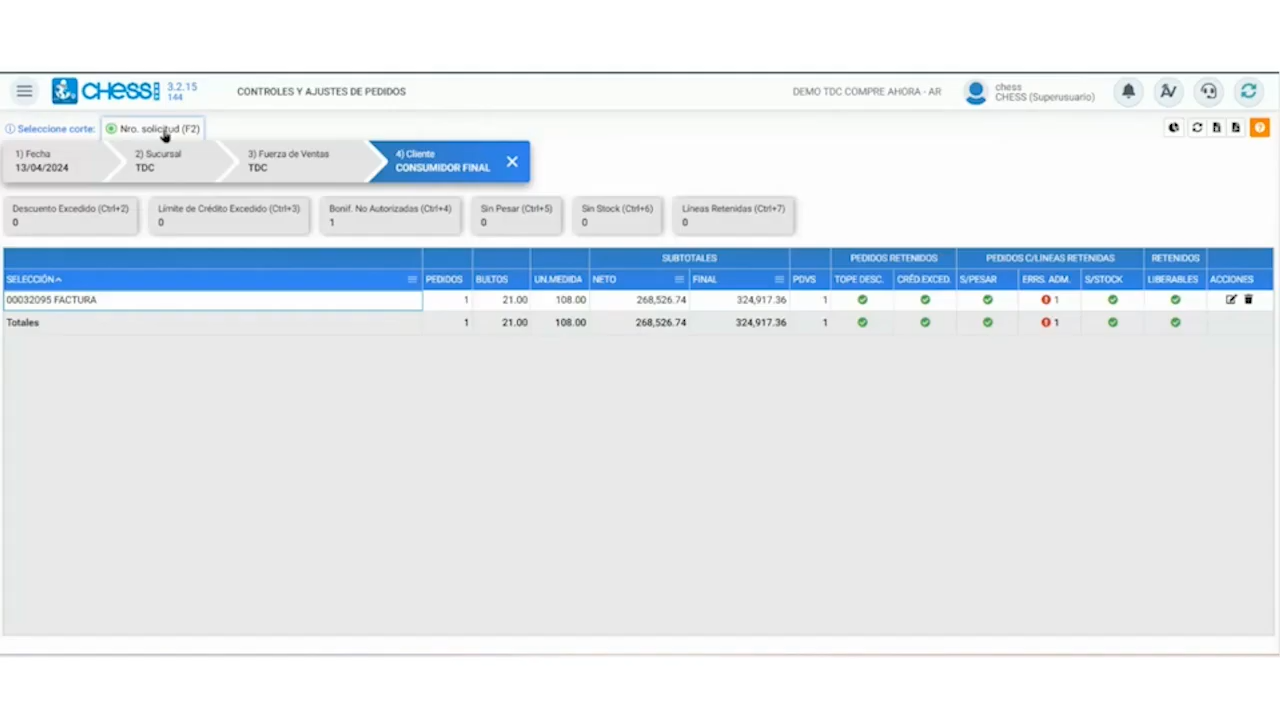 CHESS 3.2.15
144
CONTROLES Y AJUSTES DE PEDIDOS
DEMO TDC COMPRE AHORA - AR
chess
CHESS (Superusuario)
Seleccione corte:
Nro. solicitud (F2)
1) Fecha
13/04/2024
2) Sucursal
TDC
3) Fuerza de Ventas
TDC
4) Cliente
CONSUMIDOR FINAL
Descuento Excedido (Ctrl+2)
0
Límite de Crédito Excedido (Ctrl+3)
0
Bonif. No Autorizadas (Ctrl+4)
1
Sin Pesar (Ctrl+5)
0
Sin Stock (Ctrl+6)
0
Líneas Retenidas (Ctrl+7)
0
SUBTOTALES PEDIDOS RETENIDOS PEDIDOS C/LINEAS RETENIDAS RETENIDOS
SELECCIÓN PEDIDOS BULTOS UN.MEDIDA NETO FINAL PDVS TOPE DESC. CRÉD.EXCED. S/PESAR ERRS. ADM. S/STOCK LIBERABLES ACCIONES
00032095 FACTURA 1 21.00 108.00 268,526.74 324,917.36 1 1
Totales 1 21.00 108.00 268,526.74 324,917.36 1 1